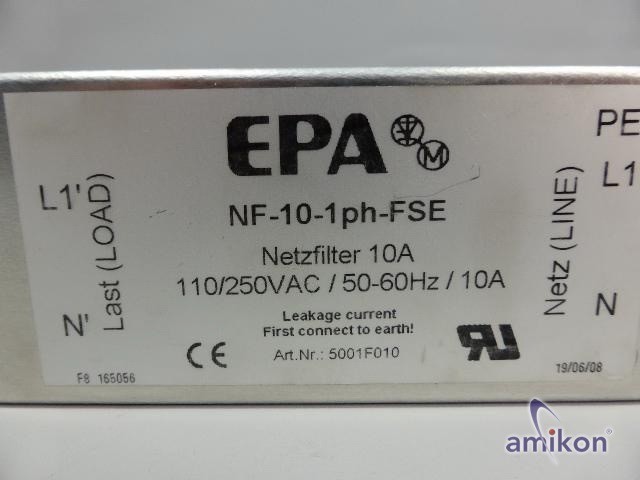 EPA
PE
L1'
L1
NF-10-1ph-FSE
Last (LOAD)
Netz (LINE)
Netzfilter 10A
110/250VAC / 50-60Hz / 10A
N'
N
Leakage current
First connect to earth!
CE
Art.Nr.: 5001F010
F8 165056
19/06/08
amikon